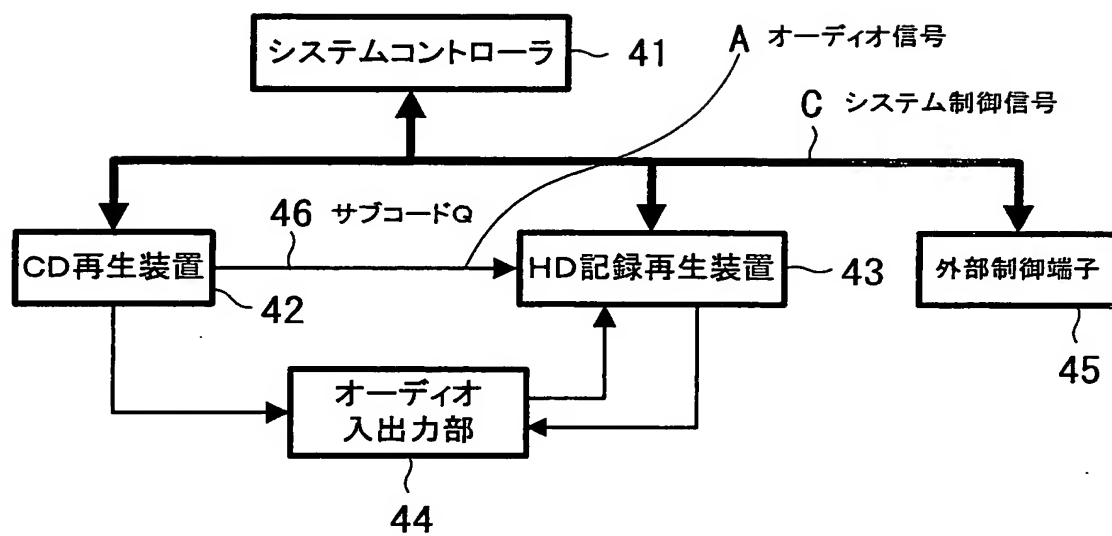 システムコントローラ 41
A オーディオ信号
C システム制御信号
46 サブコードQ
CD再生装置
42
HD記録再生装置 43
外部制御端子
45
オーディオ
入出力部
44